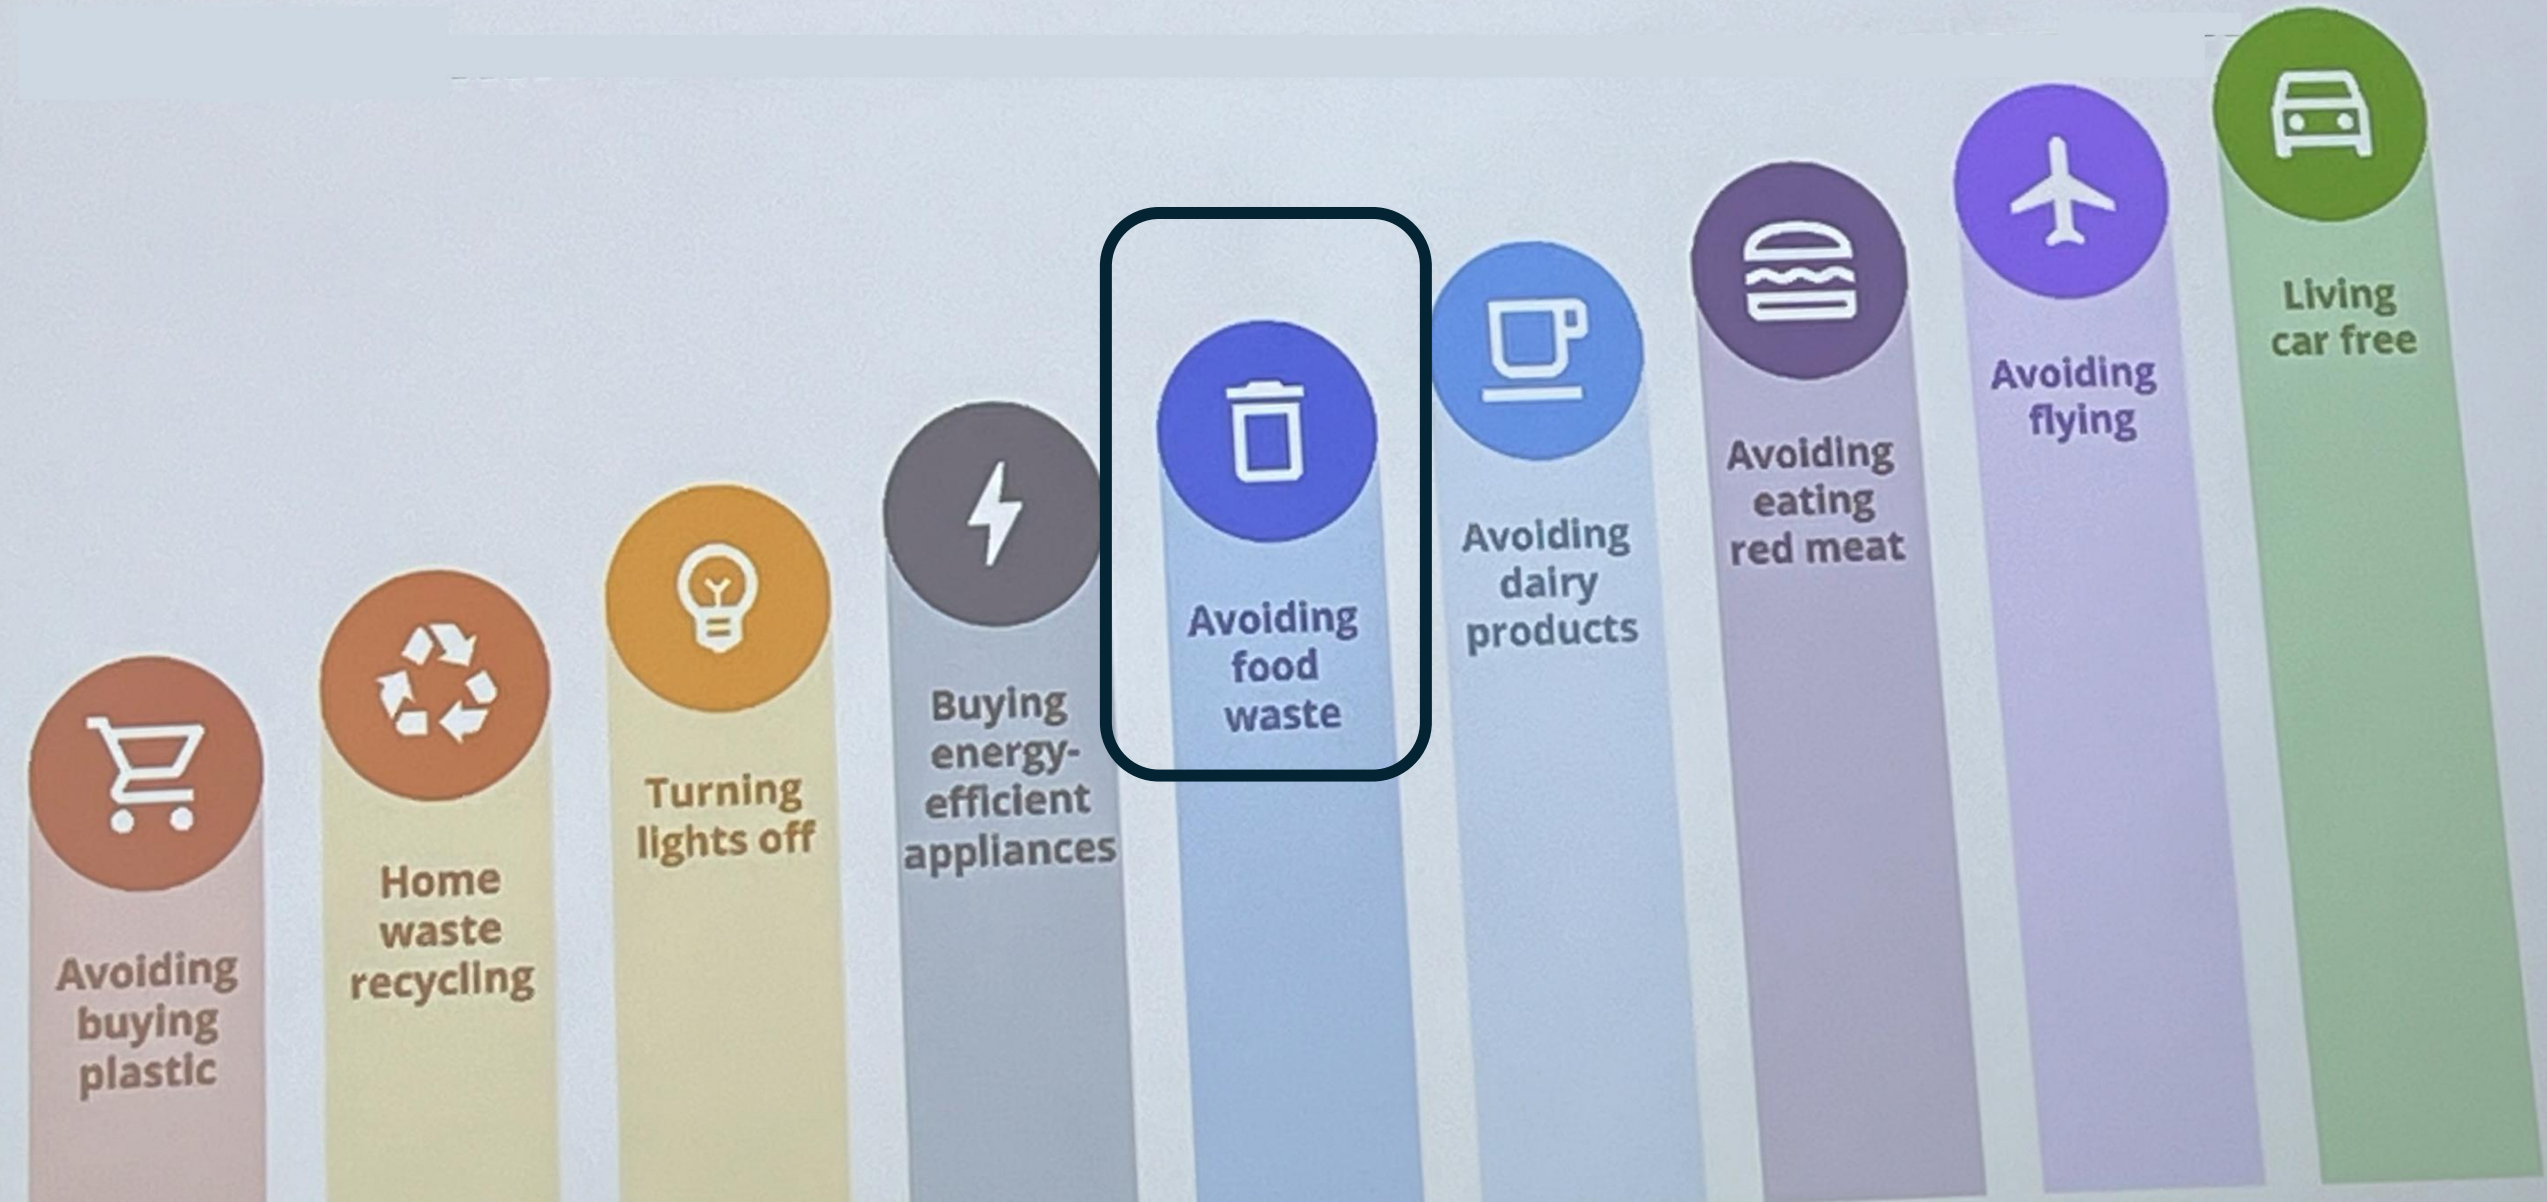 Avoiding
buying
plastic
Home
waste
recycling
Turning
lights off
Buying
energy-
efficient
appliances
Avoiding
food
waste
Avoiding
dairy
products
Avoiding
eating
red meat
Avoiding
flying
Living
car free